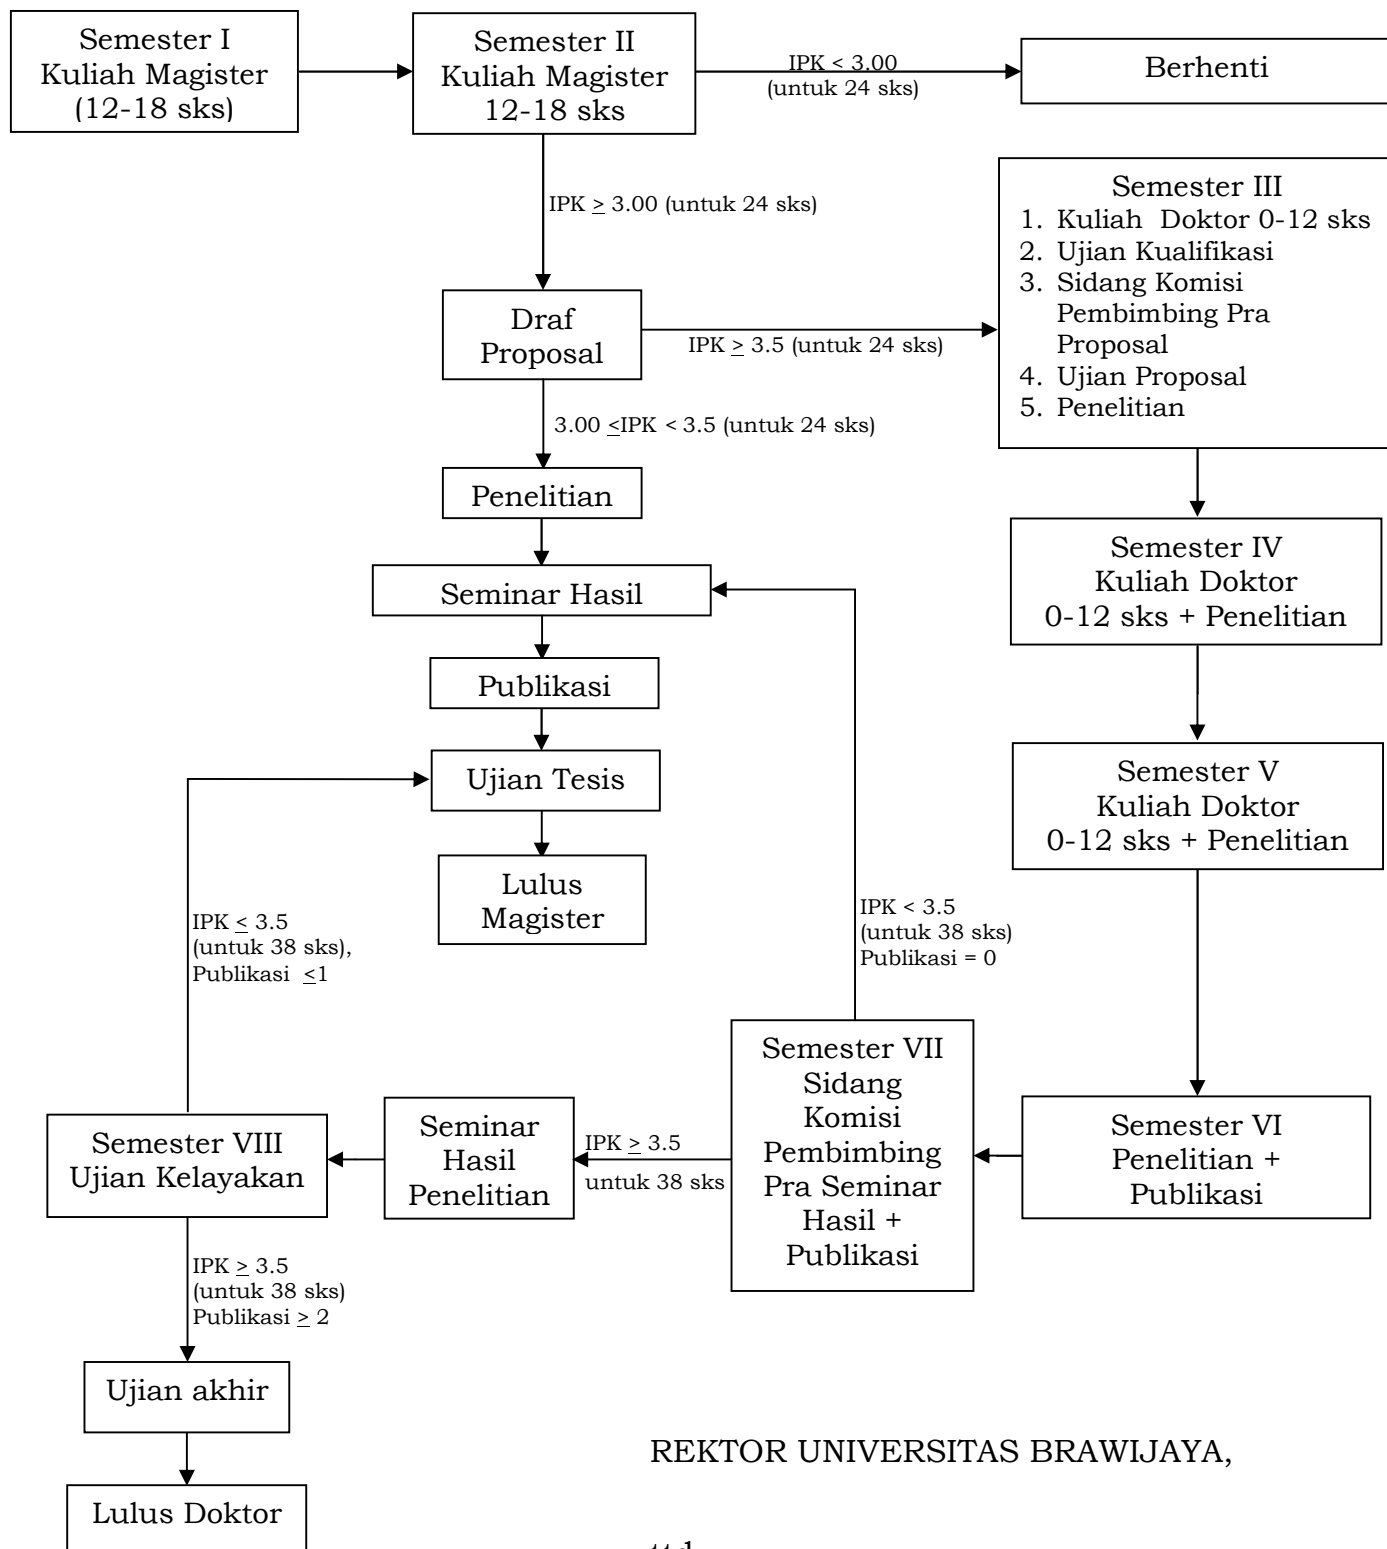 Semester I
Kuliah Magister
(12-18 sks)
Semester II
Kuliah Magister
12-18 sks
IPK < 3.00
(untuk 24 sks)
Berhenti
IPK ≥ 3.00 (untuk 24 sks)
Semester III
1. Kuliah Doktor 0-12 sks
2. Ujian Kualifikasi
3. Sidang Komisi
Pembimbing Pra
Proposal
4. Ujian Proposal
5. Penelitian
Draf
Proposal
IPK ≥ 3.5 (untuk 24 sks)
3.00 ≤IPK < 3.5 (untuk 24 sks)
Penelitian
Semester IV
Kuliah Doktor
0-12 sks + Penelitian
Seminar Hasil
Publikasi
Ujian Tesis
Semester V
Kuliah Doktor
0-12 sks + Penelitian
Lulus
Magister
IPK ≤ 3.5
(untuk 38 sks),
Publikasi ≤1
IPK < 3.5
(untuk 38 sks)
Publikasi = 0
Semester VIII
Ujian Kelayakan
Seminar
Hasil
Penelitian
IPK ≥ 3.5
untuk 38 sks
Semester VII
Sidang
Komisi
Pembimbing
Pra Seminar
Hasil +
Publikasi
Semester VI
Penelitian +
Publikasi
IPK ≥ 3.5
(untuk 38 sks)
Publikasi ≥ 2
Ujian akhir
Lulus Doktor
REKTOR UNIVERSITAS BRAWIJAYA,
ttd